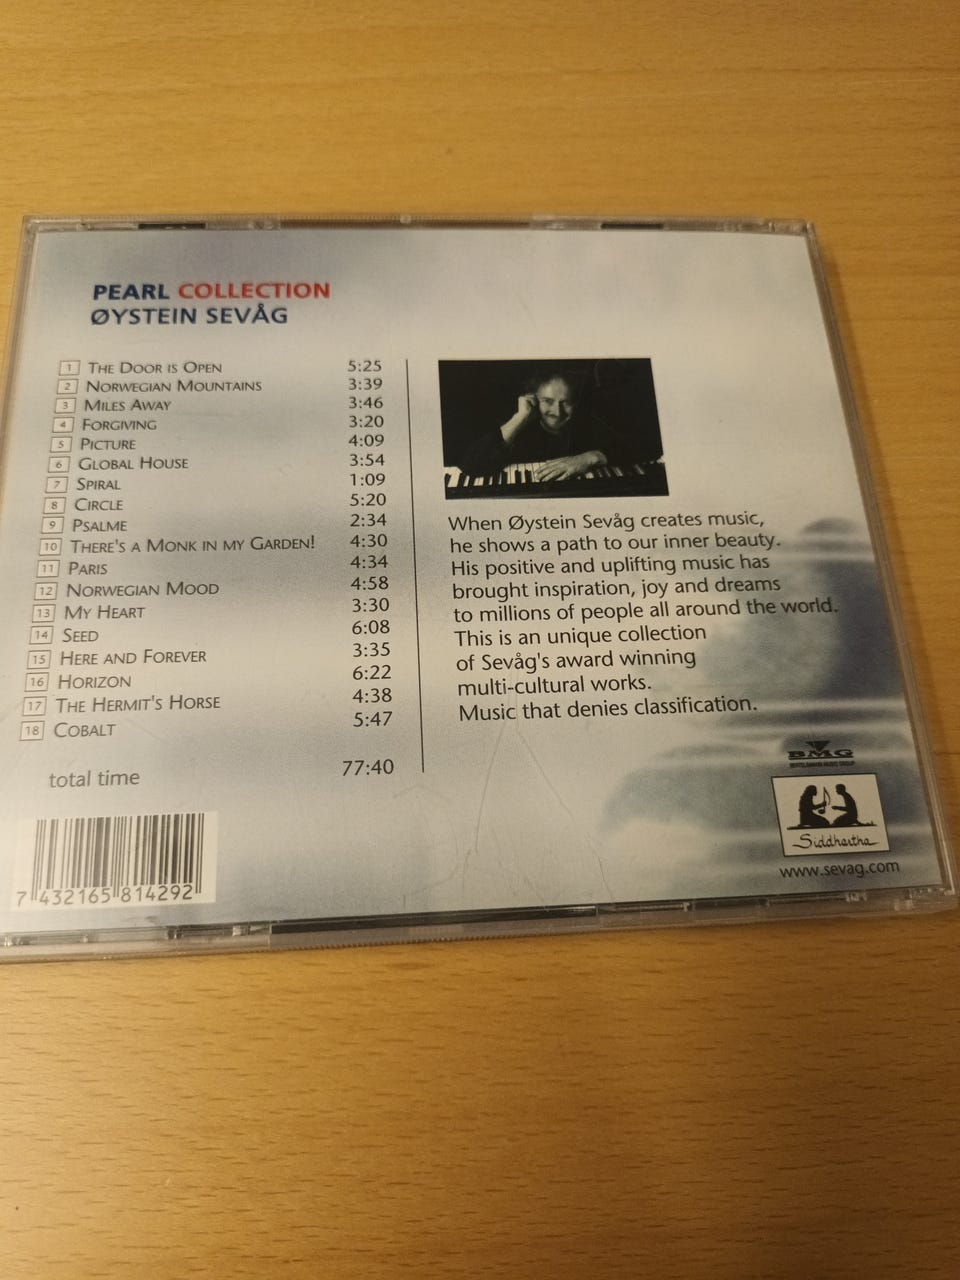 PEARL COLLECTION
ØYSTEIN SEVÅG
1 THE DOOR IS OPEN 5:25
2 NORWEGIAN MOUNTAINS 3:39
3 MILES AWAY 3:46
4 FORGIVING 3:20
5 PICTURE 4:09
6 GLOBAL HOUSE 3:54
7 SPIRAL 1:09
8 CIRCLE 5:20
9 PSALME 2:34
10 THERE'S A MONK IN MY GARDEN! 4:30
11 PARIS 4:34
12 NORWEGIAN MOOD 4:58
13 MY HEART 3:30
14 SEED 6:08
15 HERE AND FOREVER 3:35
16 HORIZON 6:22
17 THE HERMIT'S HORSE 4:38
18 COBALT 5:47
total time 77:40
7 432165 814292
When Øystein Sevåg creates music,
he shows a path to our inner beauty.
His positive and uplifting music has
brought inspiration, joy and dreams
to millions of people all around the world.
This is an unique collection
of Sevåg's award winning
multi-cultural works.
Music that denies classification.
BMG
BERTELSMANN MUSIC GROUP
Siddhartha
www.sevag.com